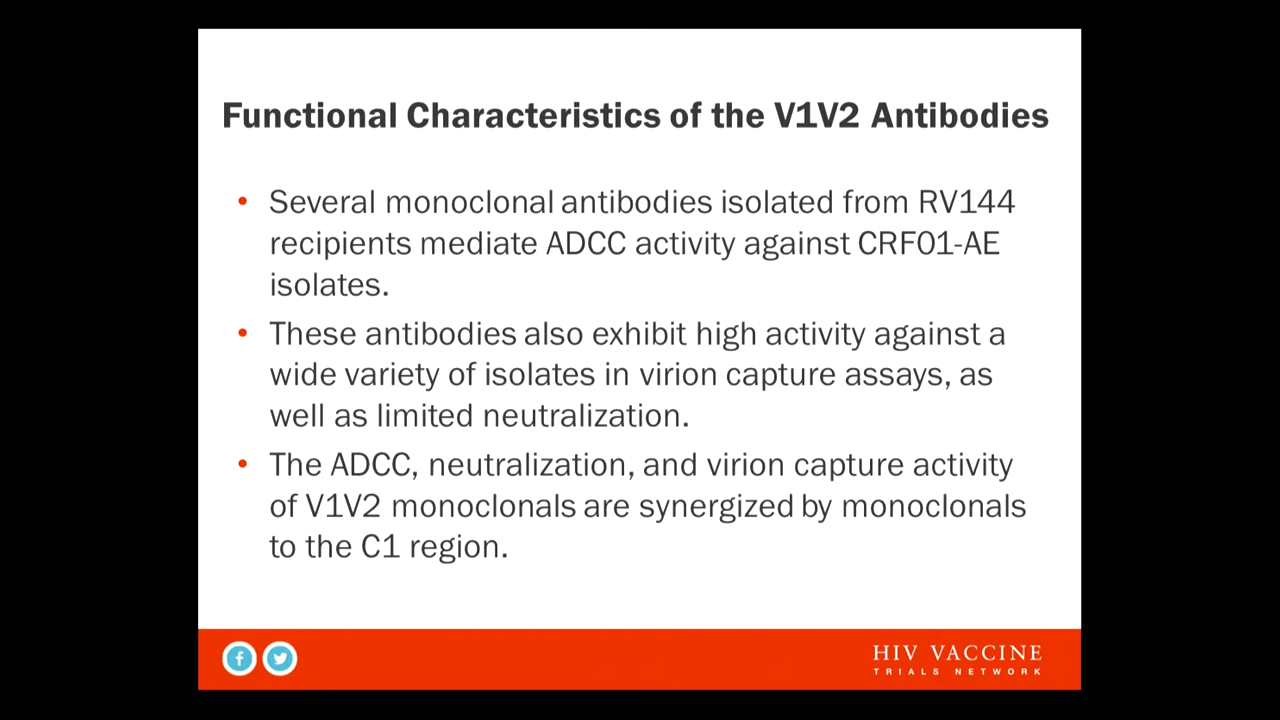 Functional Characteristics of the V1V2 Antibodies
• Several monoclonal antibodies isolated from RV144
recipients mediate ADCC activity against CRF01-AE
isolates.
• These antibodies also exhibit high activity against a
wide variety of isolates in virion capture assays, as
well as limited neutralization.
• The ADCC, neutralization, and virion capture activity
of V1V2 monoclonals are synergized by monoclonals
to the C1 region.
HIV VACCINE
TRIALS NETWORK